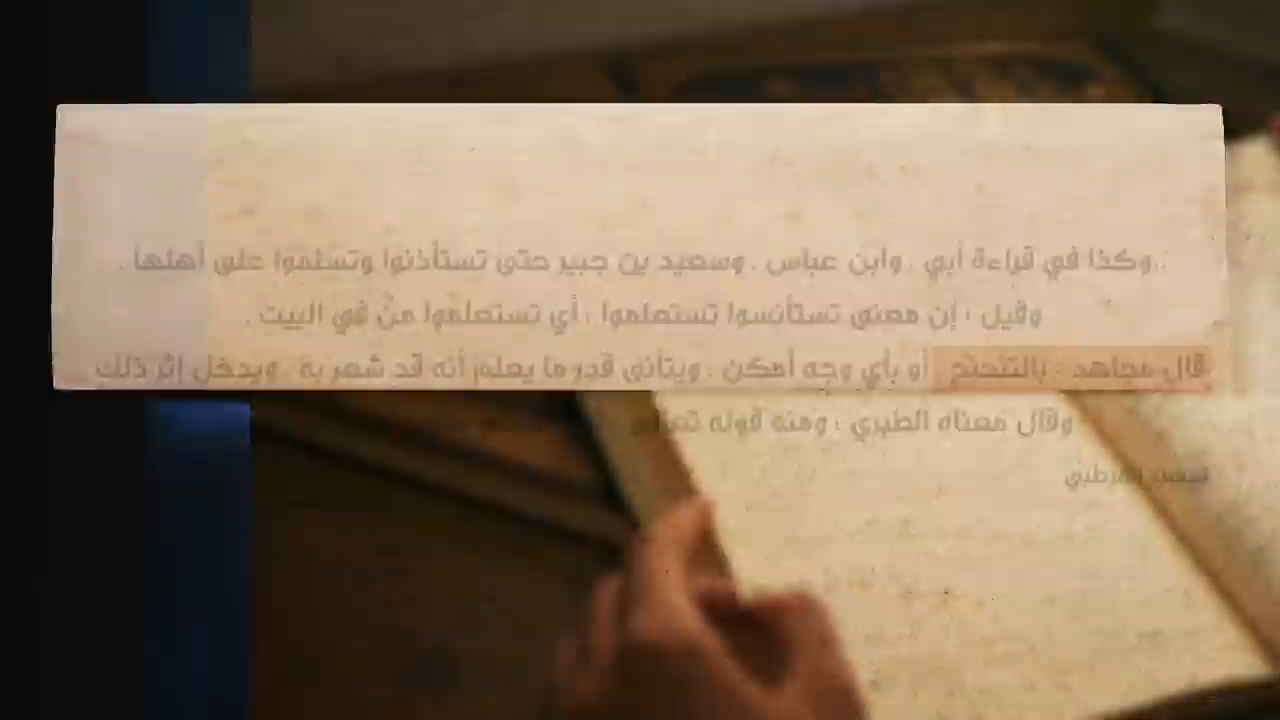 ..وكذا في قراءة أبي . وابن عباس . وسعيد بن جبير حتى تستأذنوا وتسلموا على أهلها .
وقيل : إن معنى تستأنسوا تستعلموا ; أي تستعلموا من في البيت .
قال مجاهد : بالتنحنح أو بأي وجه أمكن . ويتأنى قدر ما يعلم أنه قد شعر به . ويدخل إثر ذلك
وقال معناه الطبري ; ومنه قوله
القرطبي